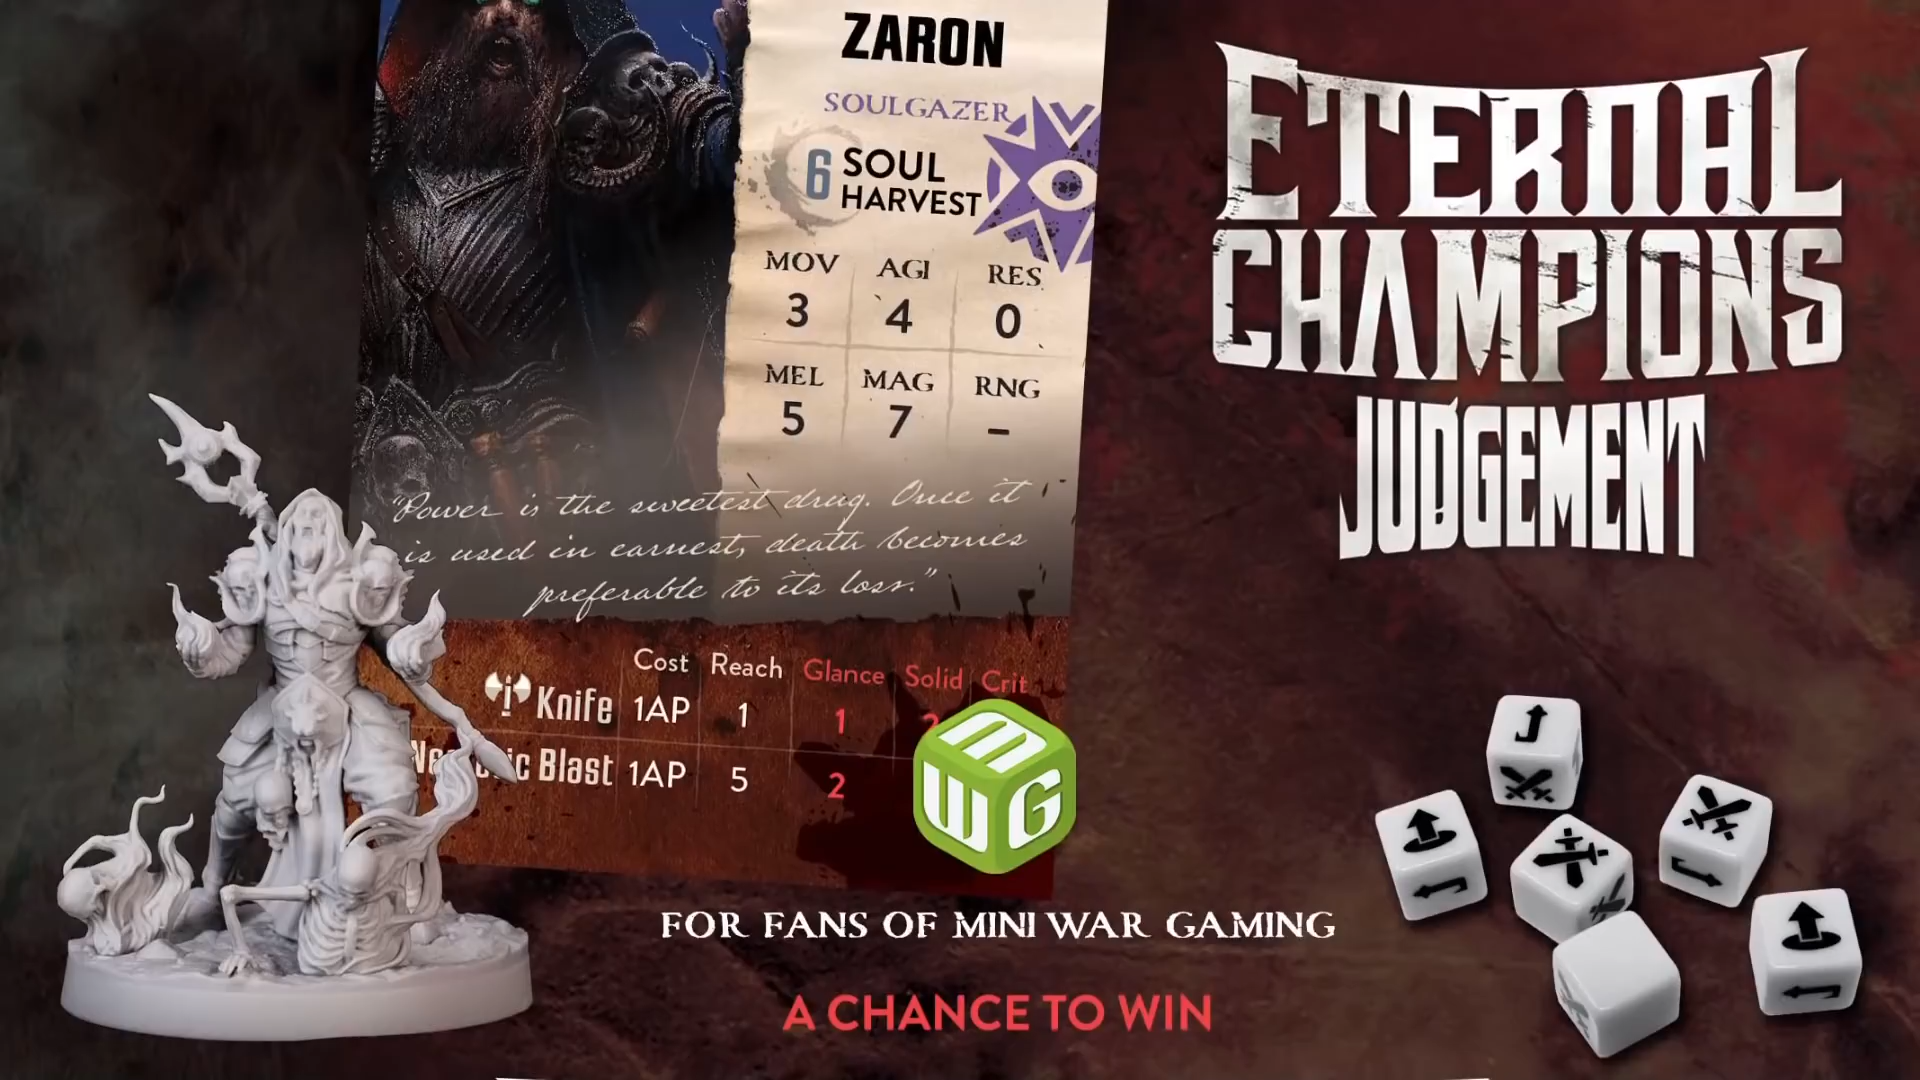 ZARON
SOULGAZER
6 SOUL
HARVEST
MOV AGI RES
3 4 0
MEL MAG RNG
5 7 –
"Power is the sweetest drug. Once it
is used in earnest, death becomes
preferable to its loss."
Cost Reach Glance Solid Crit
Knife 1AP 1 1
Blast 1AP 5 2
ETERNAL
CHAMPIONS
JUDGEMENT
M
W G
FOR FANS OF MINI WAR GAMING
A CHANCE TO WIN